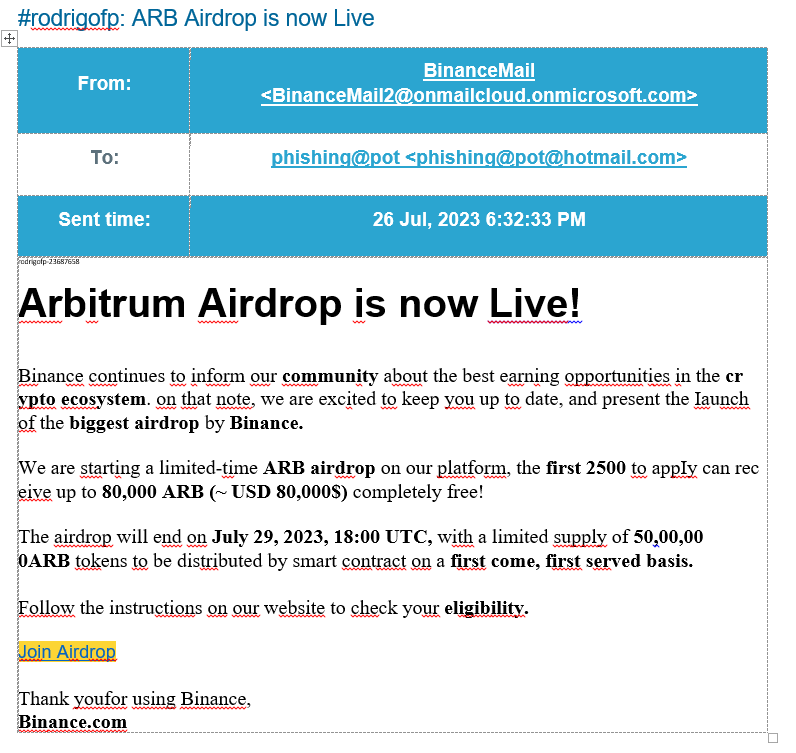 #rodrigofp: ARB Airdrop is now Live
From:
BinanceMail
<BinanceMail2@onmailcloud.onmicrosoft.com>
To:
phishing@pot <phishing@pot@hotmail.com>
Sent time:
26 Jul, 2023 6:32:33 PM
rodrigofp-23687658
Arbitrum Airdrop is now Live!
Binance continues to inform our community about the best earning opportunities in the cr
ypto ecosystem. on that note, we are excited to keep you up to date, and present the Iaunch
of the biggest airdrop by Binance.
We are starting a limited-time ARB airdrop on our platform, the first 2500 to appIy can rec
eive up to 80,000 ARB (~ USD 80,000$) completely free!
The airdrop will end on July 29, 2023, 18:00 UTC, with a limited supply of 50,00,00
0ARB tokens to be distributed by smart contract on a first come, first served basis.
Follow the instructions on our website to check your eligibility.
Join Airdrop
Thank youfor using Binance,
Binance.com